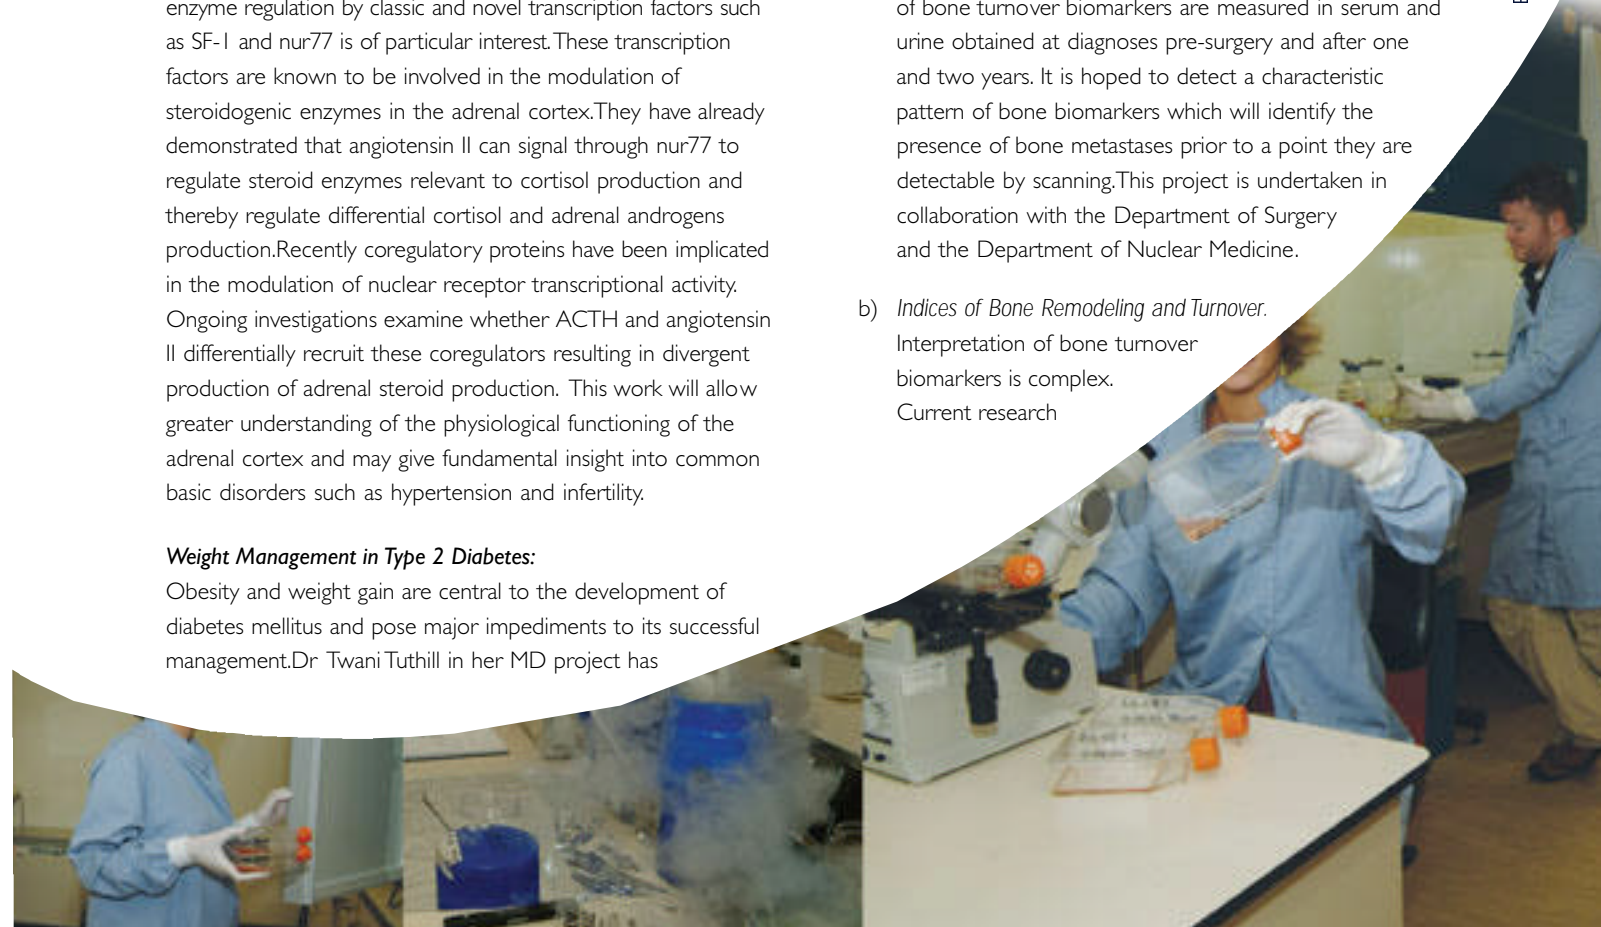 enzyme regulation by classic and novel transcription factors such
as SF-1 and nur77 is of particular interest.These transcription
factors are known to be involved in the modulation of
steroidogenic enzymes in the adrenal cortex.They have already
demonstrated that angiotensin II can signal through nur77 to
regulate steroid enzymes relevant to cortisol production and
thereby regulate differential cortisol and adrenal androgens
production.Recently coregulatory proteins have been implicated
in the modulation of nuclear receptor transcriptional activity.
Ongoing investigations examine whether ACTH and angiotensin
II differentially recruit these coregulators resulting in divergent
production of adrenal steroid production. This work will allow
greater understanding of the physiological functioning of the
adrenal cortex and may give fundamental insight into common
basic disorders such as hypertension and infertility.
Weight Management in Type 2 Diabetes:
Obesity and weight gain are central to the development of
diabetes mellitus and pose major impediments to its successful
management.Dr Twani Tuthill in her MD project has
of bone turnover biomarkers are measured in serum and
urine obtained at diagnoses pre-surgery and after one
and two years. It is hoped to detect a characteristic
pattern of bone biomarkers which will identify the
presence of bone metastases prior to a point they are
detectable by scanning.This project is undertaken in
collaboration with the Department of Surgery
and the Department of Nuclear Medicine.
b) Indices of Bone Remodeling and Turnover.
Interpretation of bone turnover
biomarkers is complex.
Current research